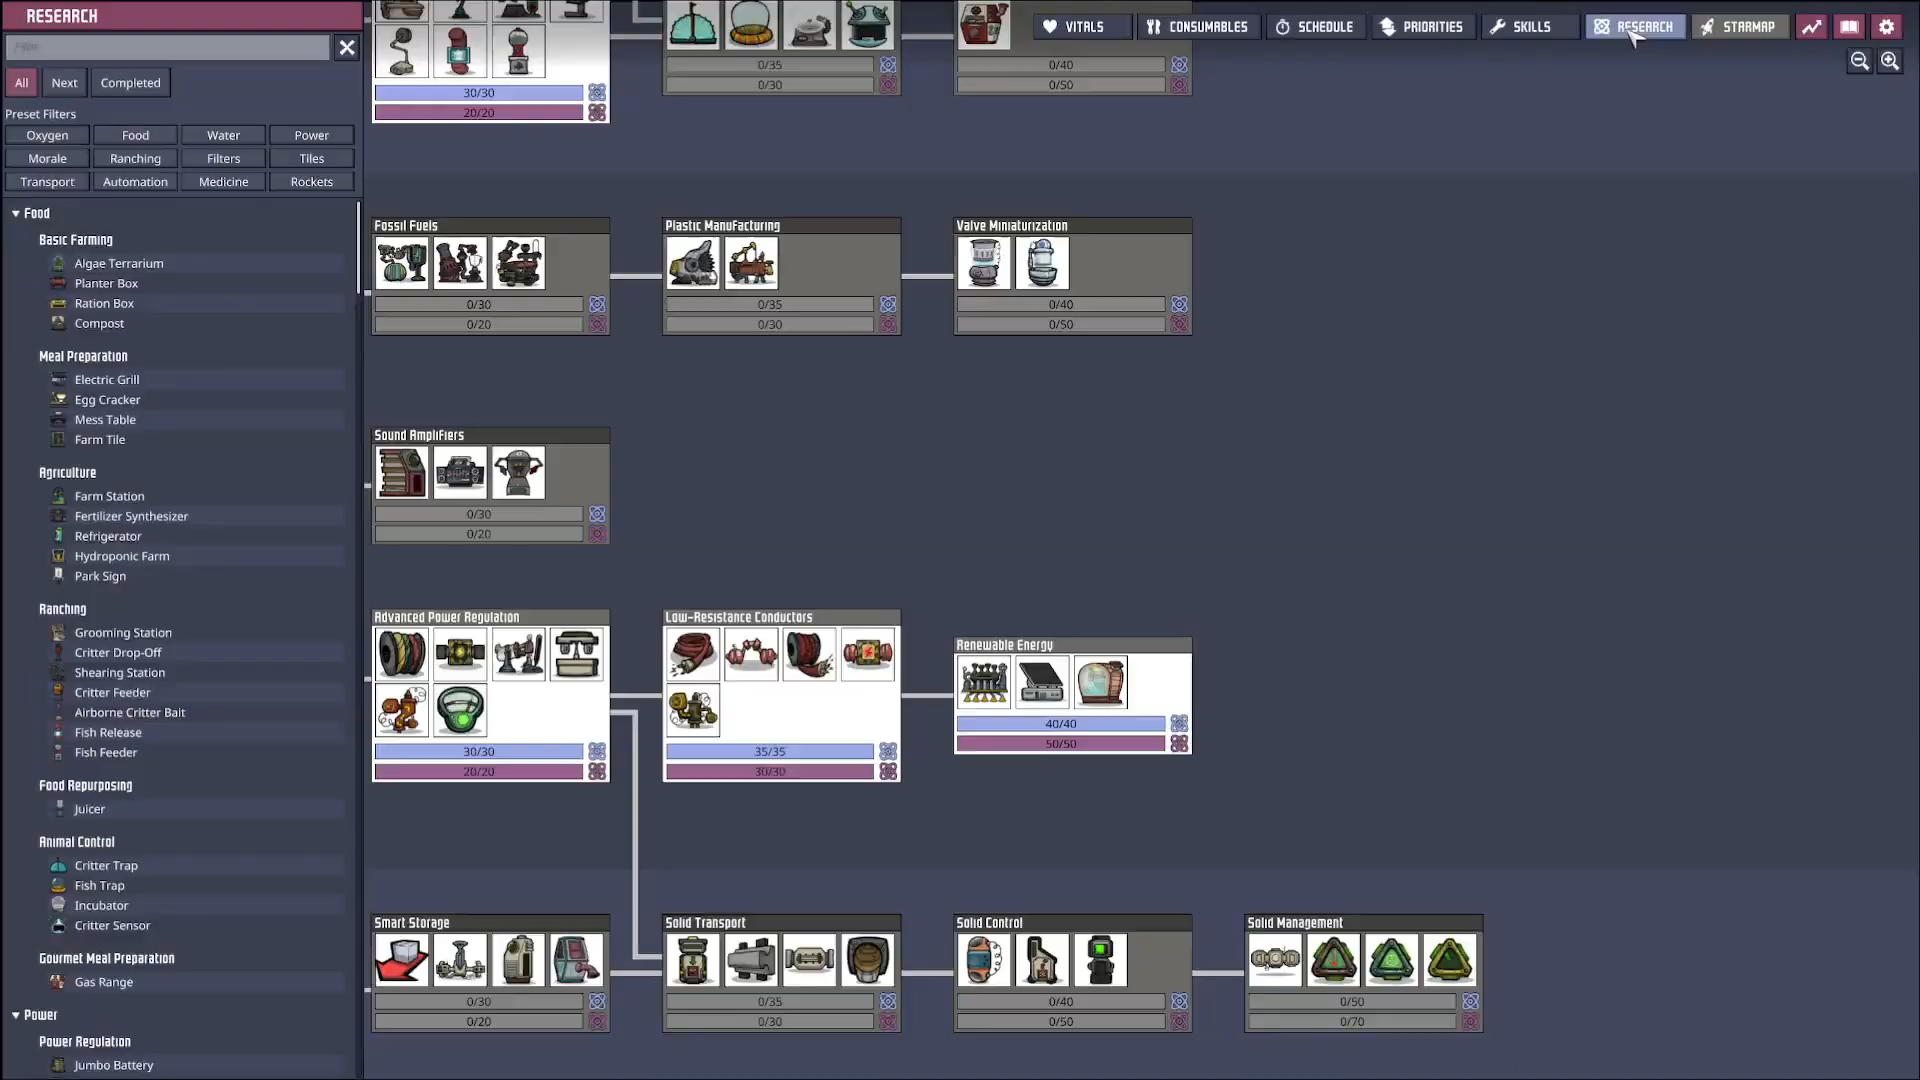 RESEARCH
Filter
All Next Completed
Preset Filters
Oxygen Food Water Power
Morale Ranching Filters Tiles
Transport Automation Medicine Rockets
Food
Basic Farming
Algae Terrarium
Planter Box
Ration Box
Compost
Meal Preparation
Electric Grill
Egg Cracker
Mess Table
Farm Tile
Agriculture
Farm Station
Fertilizer Synthesizer
Refrigerator
Hydroponic Farm
Park Sign
Ranching
Grooming Station
Critter Drop-Off
Shearing Station
Critter Feeder
Airborne Critter Bait
Fish Release
Fish Feeder
Food Repurposing
Juicer
Animal Control
Critter Trap
Fish Trap
Incubator
Critter Sensor
Gourmet Meal Preparation
Gas Range
Power
Power Regulation
Jumbo Battery
VITALS CONSUMABLES SCHEDULE PRIORITIES SKILLS RESEARCH STARMAP
30/30
20/20
0/35
0/30
0/40
0/50
Fossil Fuels
0/30
0/20
Plastic Manufacturing
0/35
0/30
Valve Miniaturization
0/40
0/50
Sound Amplifiers
0/30
0/20
Advanced Power Regulation
30/30
20/20
Low-Resistance Conductors
35/35
30/30
Renewable Energy
40/40
50/50
Smart Storage
0/30
0/20
Solid Transport
0/35
0/30
Solid Control
0/40
0/50
Solid Management
0/50
0/70